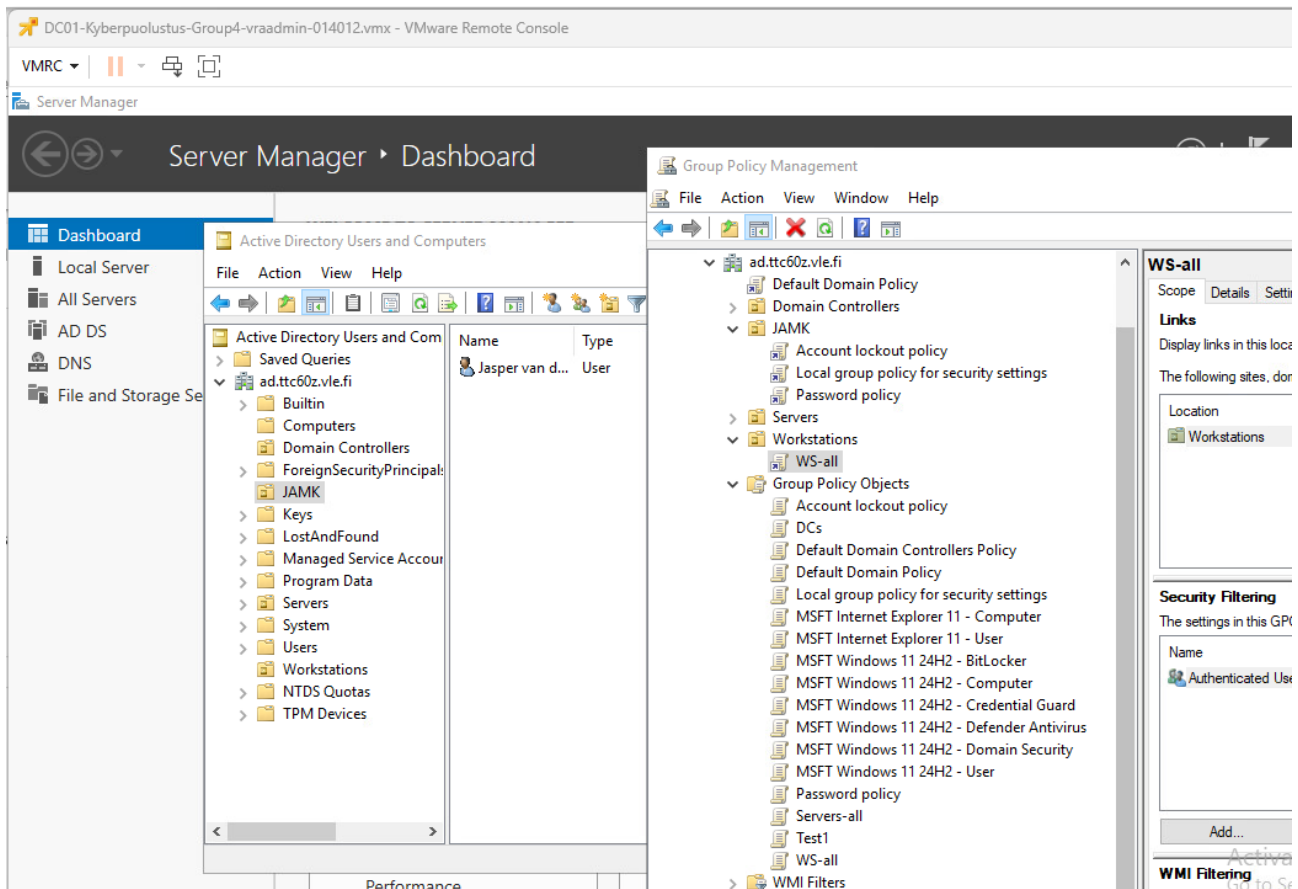 DC01-Kyberpuolustus-Group4-vraadmin-014012.vmx - VMware Remote Console
VMRC
Server Manager
Server Manager ‣ Dashboard
Dashboard
Local Server
All Servers
AD DS
DNS
File and Storage Se
Active Directory Users and Computers
File Action View Help
Active Directory Users and Com
Saved Queries
ad.ttc60z.vle.fi
Builtin
Computers
Domain Controllers
ForeignSecurityPrincipals
JAMK
Keys
LostAndFound
Managed Service Accour
Program Data
Servers
System
Users
Workstations
NTDS Quotas
TPM Devices
Name Type
Jasper van d... User
Performance
Group Policy Management
File Action View Window Help
ad.ttc60z.vle.fi
Default Domain Policy
Domain Controllers
JAMK
Account lockout policy
Local group policy for security settings
Password policy
Servers
Workstations
WS-all
Group Policy Objects
Account lockout policy
DCs
Default Domain Controllers Policy
Default Domain Policy
Local group policy for security settings
MSFT Internet Explorer 11 - Computer
MSFT Internet Explorer 11 - User
MSFT Windows 11 24H2 - BitLocker
MSFT Windows 11 24H2 - Computer
MSFT Windows 11 24H2 - Credential Guard
MSFT Windows 11 24H2 - Defender Antivirus
MSFT Windows 11 24H2 - Domain Security
MSFT Windows 11 24H2 - User
Password policy
Servers-all
Test1
WS-all
WMI Filters
WS-all
Scope Details Settin
Links
Display links in this loca
The following sites, dor
Location
Workstations
Security Filtering
The settings in this GPO
Name
Authenticated Use
Add...
Activa
WMI Filtering
Go to Se